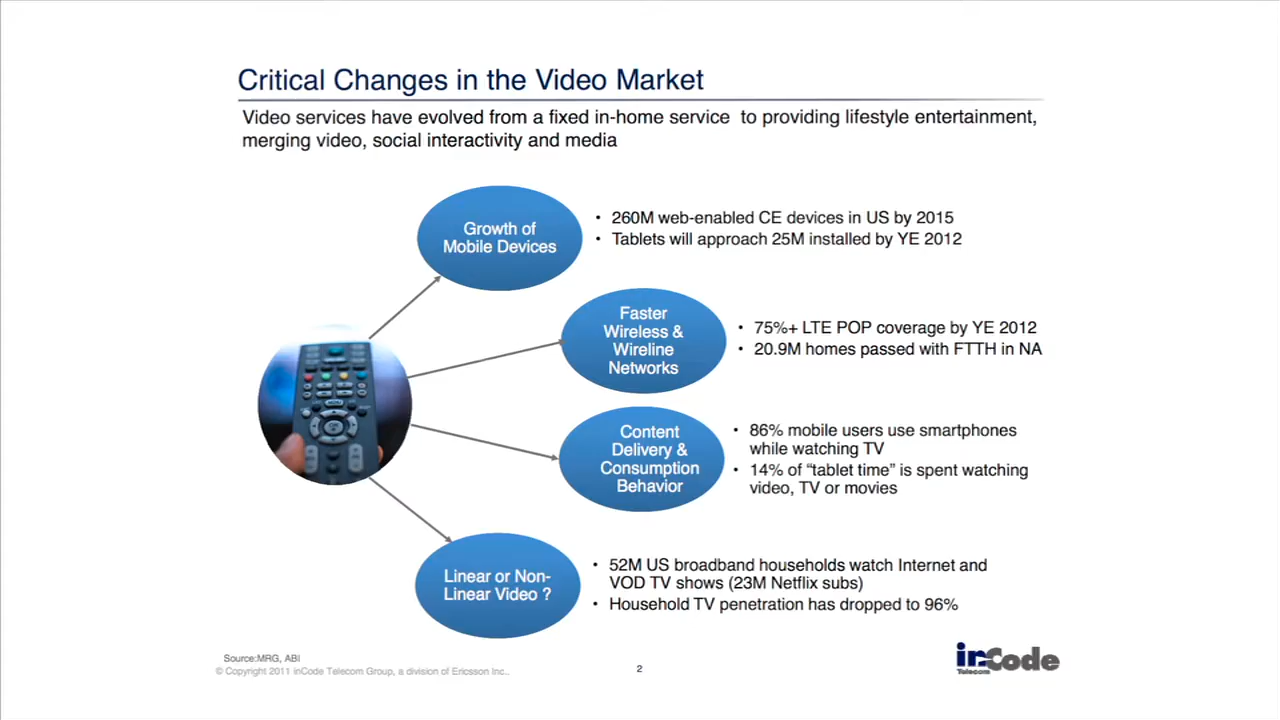 Critical Changes in the Video Market
Video services have evolved from a fixed in-home service to providing lifestyle entertainment,
merging video, social interactivity and media
Growth of
Mobile Devices
• 260M web-enabled CE devices in US by 2015
• Tablets will approach 25M installed by YE 2012
Faster
Wireless &
Wireline
Networks
• 75%+ LTE POP coverage by YE 2012
• 20.9M homes passed with FTTH in NA
Content
Delivery &
Consumption
Behavior
• 86% mobile users use smartphones
while watching TV
• 14% of “tablet time” is spent watching
video, TV or movies
Linear or Non-
Linear Video ?
• 52M US broadband households watch Internet and
VOD TV shows (23M Netflix subs)
• Household TV penetration has dropped to 96%
Source:MRG, ABI
© Copyright 2011 inCode Telecom Group, a division of Ericsson Inc..
2
inCode
Telecom